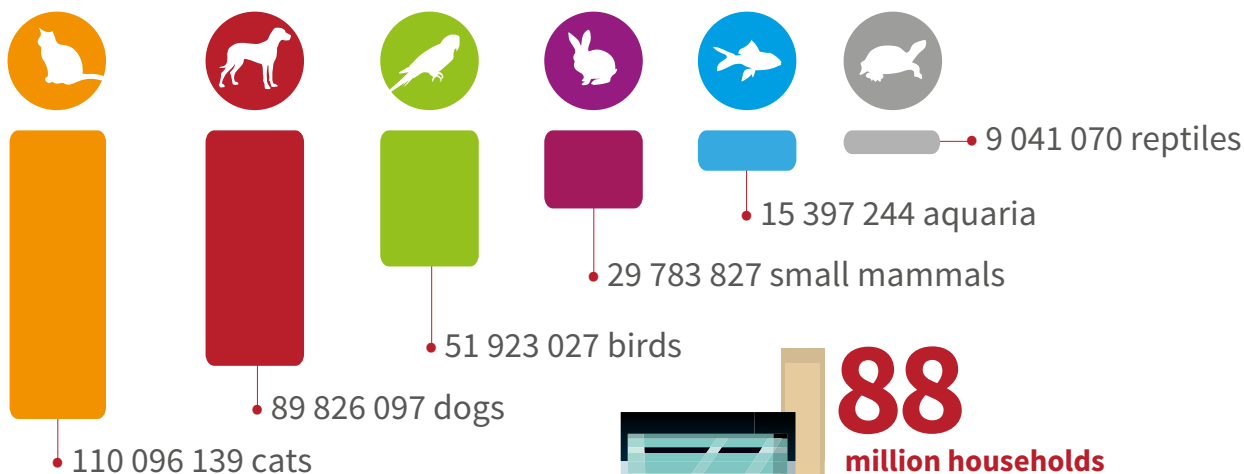 9 041 070 reptiles
15 397 244 aquaria
29 783 827 small mammals
51 923 027 birds
89 826 097 dogs
110 096 139 cats
88
million households